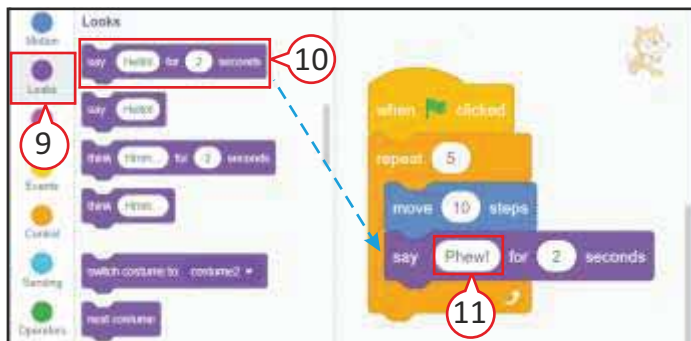 Looks
Motion
Looks
9
Events
Control
Sensing
Operators
say Hello! for 2 seconds
10
say Hello!
think Hmm... for 2 seconds
think Hmm...
switch costume to costume2
next costume
when clicked
repeat 5
move 10 steps
say Phew! for 2 seconds
11